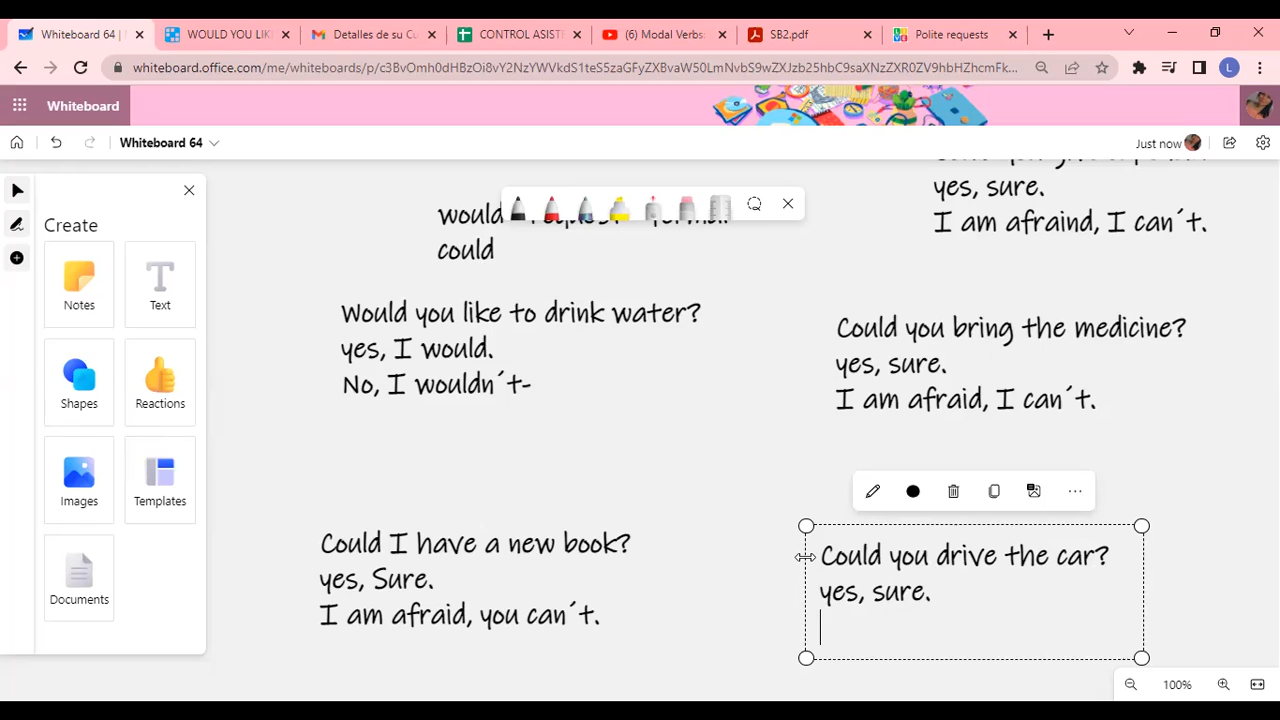 Whiteboard 64 |
WOULD YOU LIK
Detalles de su Cu
CONTROL ASIST
(6) Modal Verbs:
SB2.pdf
Polite requests
L
whiteboard.office.com/me/whiteboards/p/
Whiteboard
Whiteboard 64
Just now
Create
Notes
Text
Shapes
Reactions
Images
Templates
Documents
would
could
yes, sure.
I am afraind, I can´t.
Would you like to drink water?
yes, I would.
No, I wouldn´t-
Could you bring the medicine?
yes, sure.
I am afraid, I can´t.
Could I have a new book?
yes, Sure.
I am afraid, you can´t.
Could you drive the car?
yes, sure.
100%